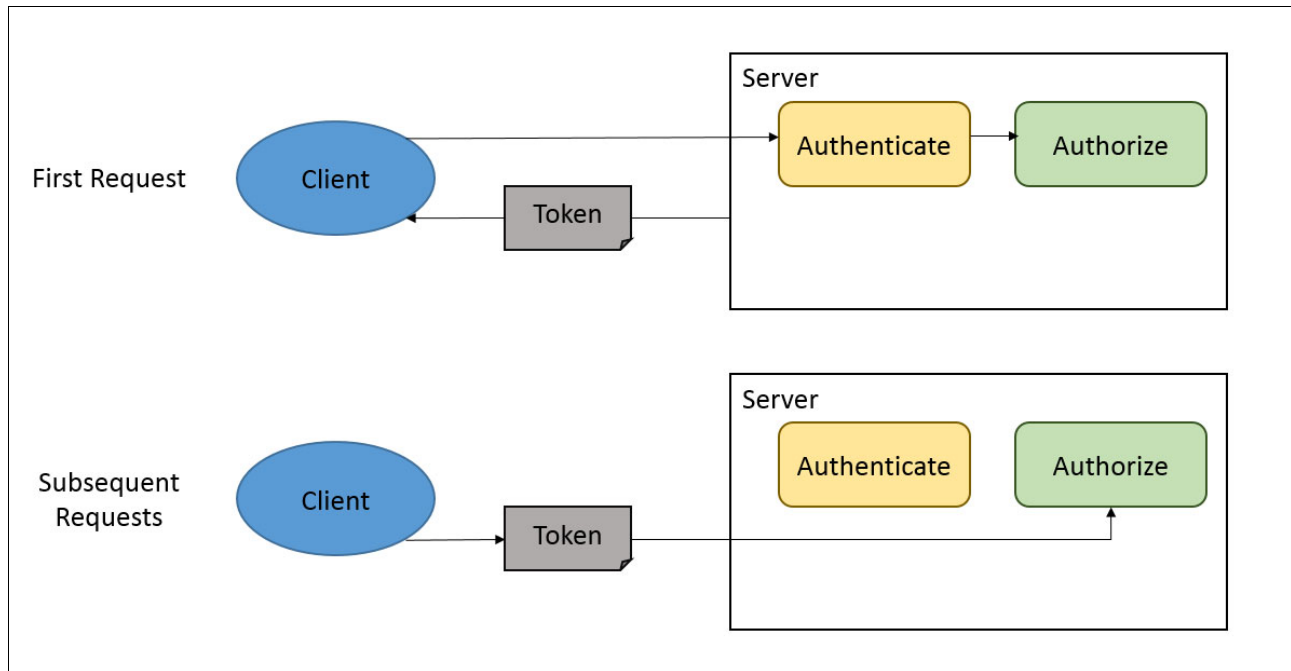 Server
First Request
Client
Authenticate
Authorize
Token
Server
Subsequent
Requests
Client
Authenticate
Authorize
Token